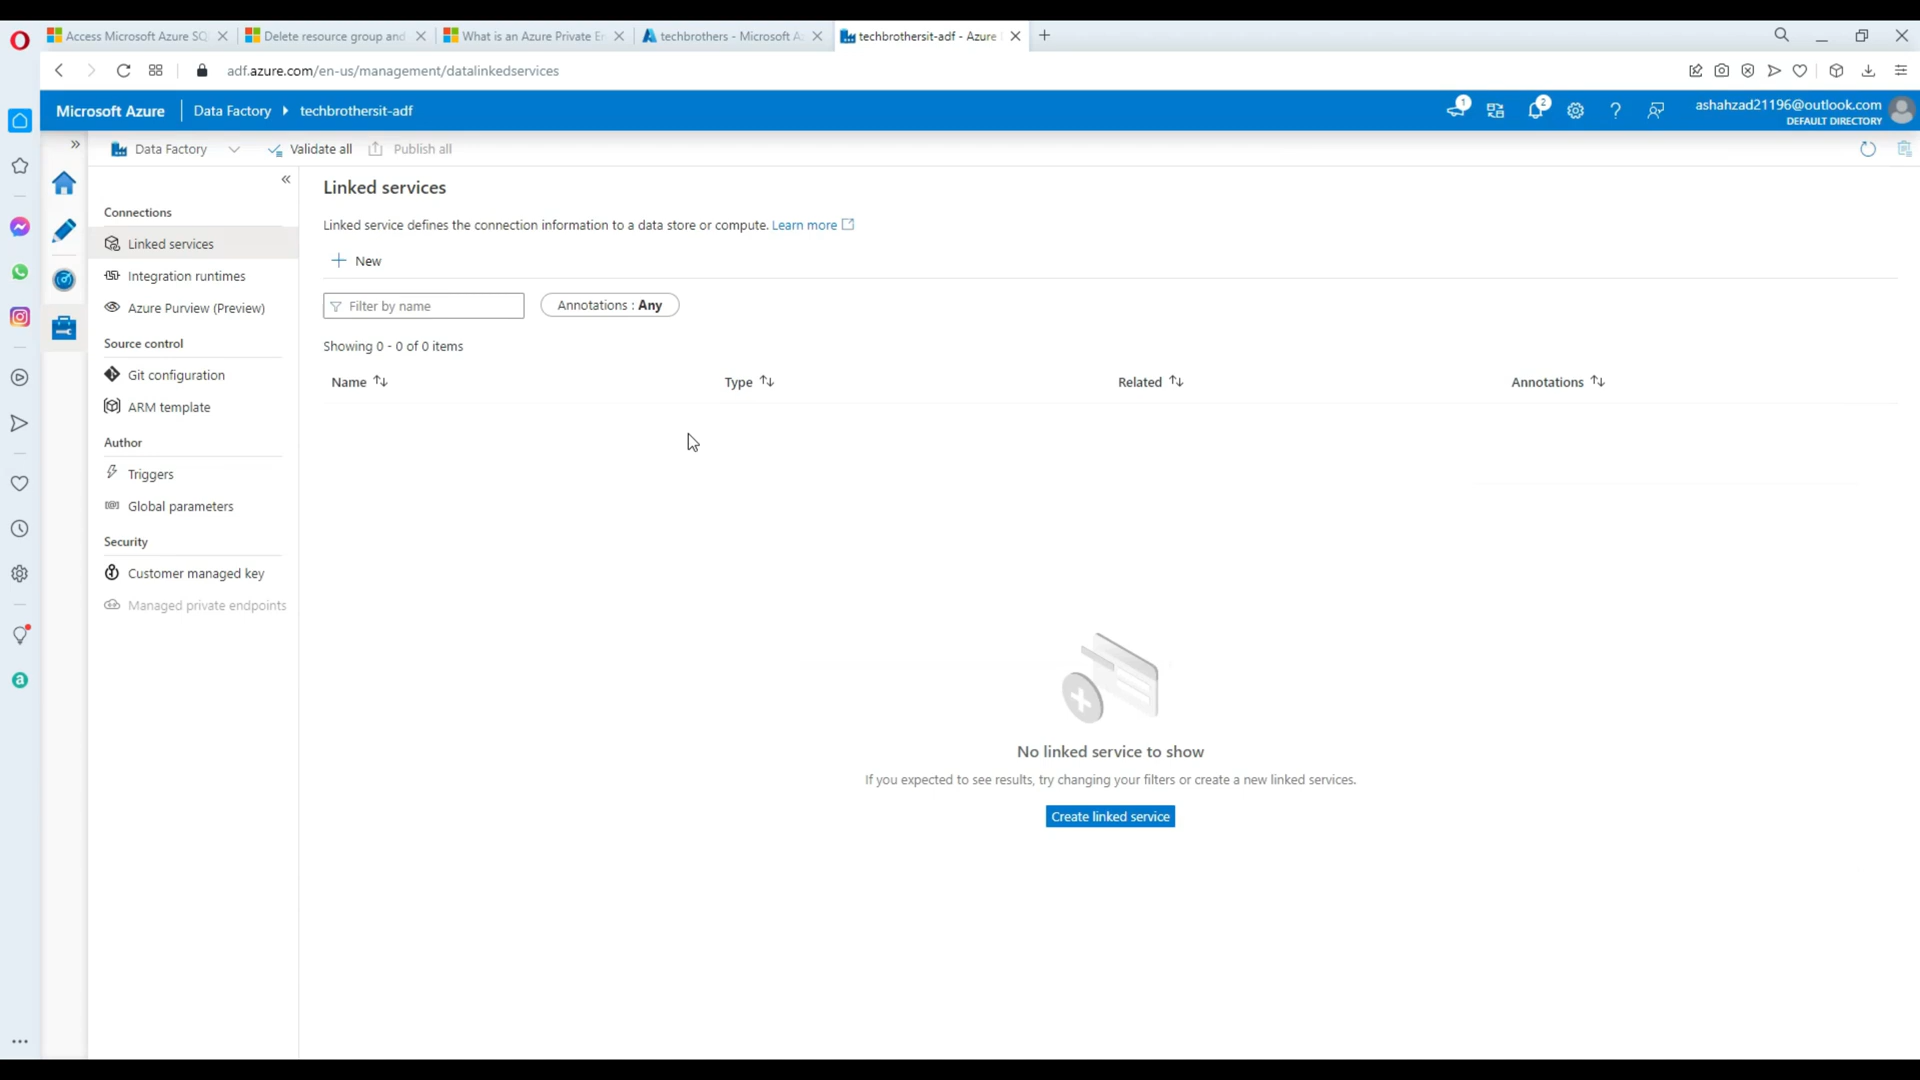 Access Microsoft Azure SQ
Delete resource group and
What is an Azure Private En
techbrothers - Microsoft A
techbrothersit-adf - Azure
adf.azure.com/en-us/management/datalinkedservices
Microsoft Azure
Data Factory
techbrothersit-adf
1
2
ashahzad21196@outlook.com
DEFAULT DIRECTORY
Data Factory
Validate all
Publish all
Connections
Linked services
Integration runtimes
Azure Purview (Preview)
Source control
Git configuration
ARM template
Author
Triggers
Global parameters
Security
Customer managed key
Managed private endpoints
Linked services
Linked service defines the connection information to a data store or compute. Learn more
New
Filter by name
Annotations : Any
Showing 0 - 0 of 0 items
Name
Type
Related
Annotations
No linked service to show
If you expected to see results, try changing your filters or create a new linked services.
Create linked service